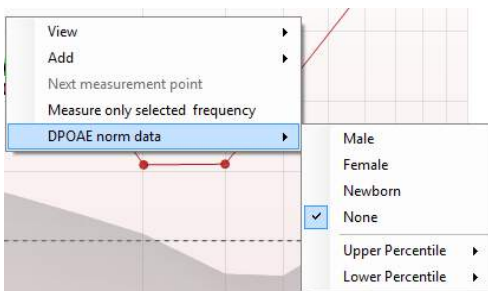 View
Add
Next measurement point
Measure only selected frequency
DPOAE norm data
Male
Female
Newborn
None
Upper Percentile
Lower Percentile